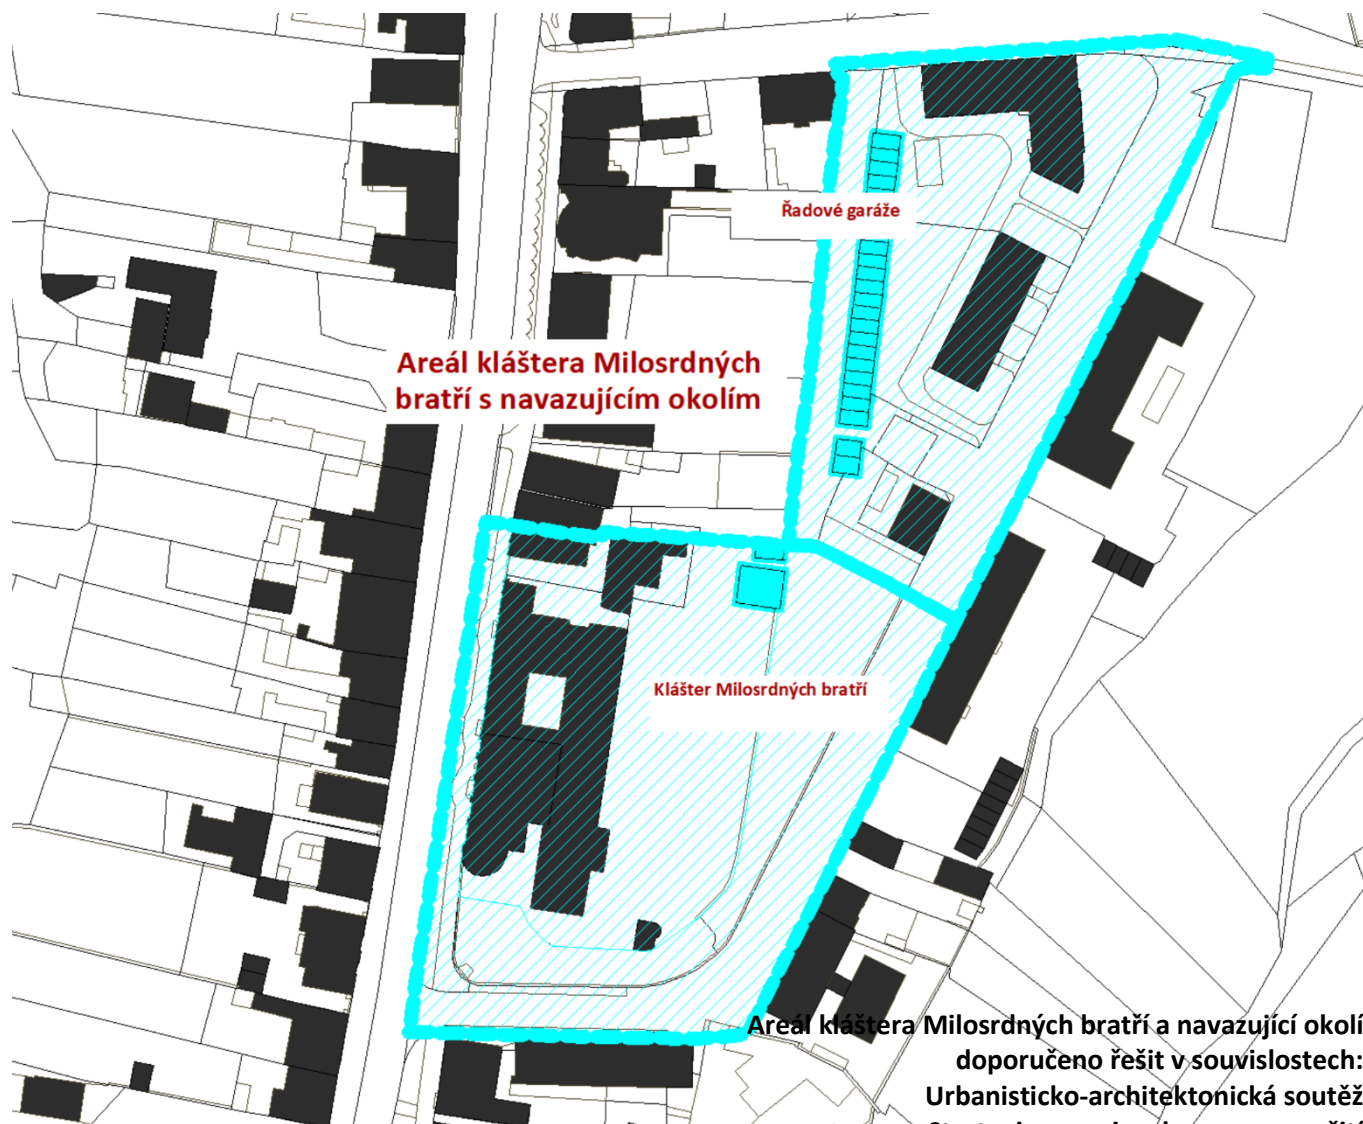 Řadové garáže
Areál kláštera Milosrdných
bratří s navazujícím okolím
Klášter Milosrdných bratří
Areál kláštera Milosrdných bratří a navazující okolí
doporučeno řešit v souvislostech:
Urbanisticko-architektonická soutěž